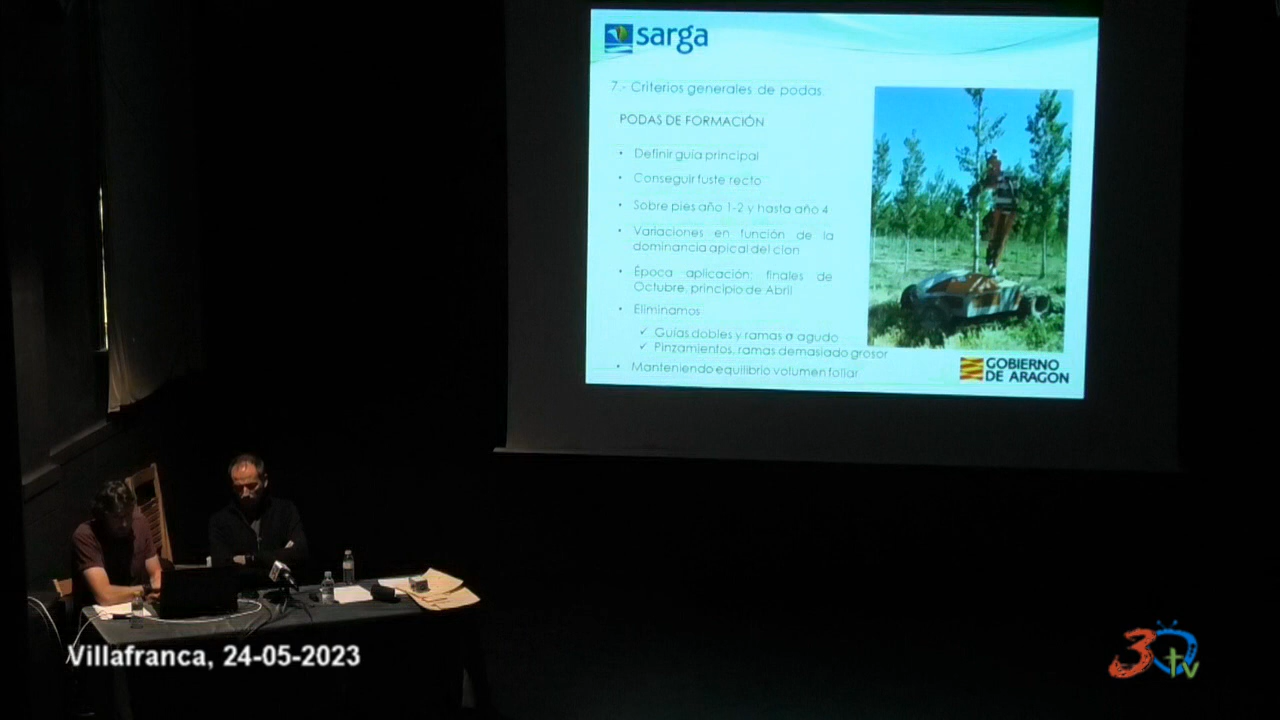 sarga
7.- Criterios generales de podas.
PODAS DE FORMACIÓN
• Definir guía principal
• Conseguir fuste recto
• Sobre pies año 1-2 y hasta año 4
• Variaciones en función de la
dominancia apical del clon
• Época aplicación: finales de
Octubre, principio de Abril
• Eliminamos
✓ Guías dobles y ramas σ agudo
✓ Pinzamientos, ramas demasiado grosor
• Manteniendo equilibrio volumen foliar
GOBIERNO
DE ARAGON
Villafranca, 24-05-2023
3 tv